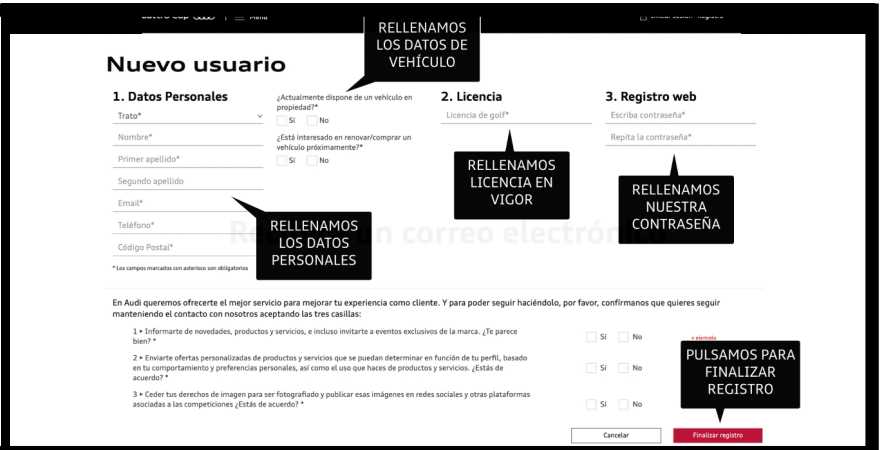 Menú
Iniciar sesión Registro
RELLENAMOS
LOS DATOS DE
VEHÍCULO
Nuevo usuario
1. Datos Personales
Trato*
Nombre*
Primer apellido*
Segundo apellido
Email*
Teléfono*
Código Postal*
* Los campos marcados con asterisco son obligatorios
¿Actualmente dispone de un vehículo en
propiedad?*
Sí No
¿Está interesado en renovar/comprar un
vehículo próximamente?*
Sí No
RELLENAMOS
LOS DATOS
PERSONALES
2. Licencia
Licencia de golf*
RELLENAMOS
LICENCIA EN
VIGOR
3. Registro web
Escriba contraseña*
Repita la contraseña*
RELLENAMOS
NUESTRA
CONTRASEÑA
un correo electrónico
En Audi queremos ofrecerte el mejor servicio para mejorar tu experiencia como cliente. Y para poder seguir haciéndolo, por favor, confírmanos que quieres seguir
manteniendo el contacto con nosotros aceptando las tres casillas:
1 ▸ Informarte de novedades, productos y servicios, e incluso invitarte a eventos exclusivos de la marca. ¿Te parece
bien? *
Sí No
+ ejemplo
2 ▸ Enviarte ofertas personalizadas de productos y servicios que se puedan determinar en función de tu perfil, basado
en tu comportamiento y preferencias personales, así como el uso que haces de productos y servicios. ¿Estás de
acuerdo? *
Sí No
3 ▸ Ceder tus derechos de imagen para ser fotografiado y publicar esas imágenes en redes sociales y otras plataformas
asociadas a las competiciones ¿Estás de acuerdo? *
Sí No
PULSAMOS PARA
FINALIZAR
REGISTRO
Cancelar
Finalizar registro